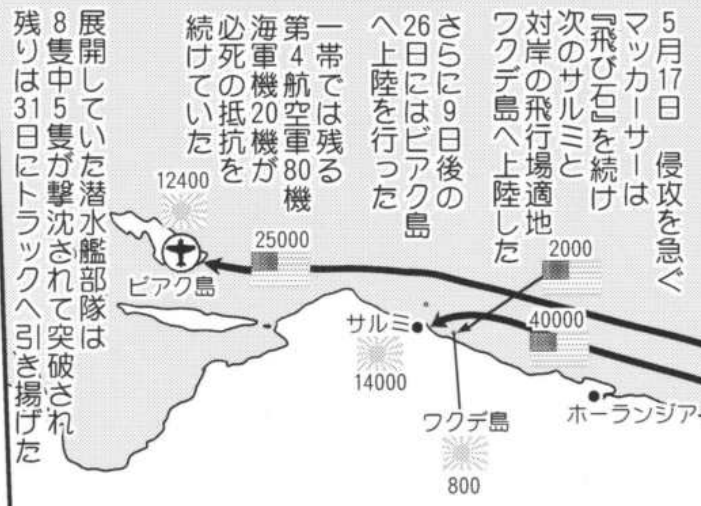 5月17日　侵攻を急ぐ
マッカーサーは
『飛び石』を続け
次のサルミと
対岸の飛行場適地
ワクデ島へ上陸した
さらに9日後の
26日にはビアク島
へ上陸を行った
一帯では残る
第4航空軍80機
海軍機20機が
必死の抵抗を
続けていた
展開していた潜水艦部隊は
8隻中5隻が撃沈されて突破され
残りは31日にトラックへ引き揚げた
12400
25000
ビアク島
2000
40000
サルミ
14000
ワクデ島
800
ホーランジア